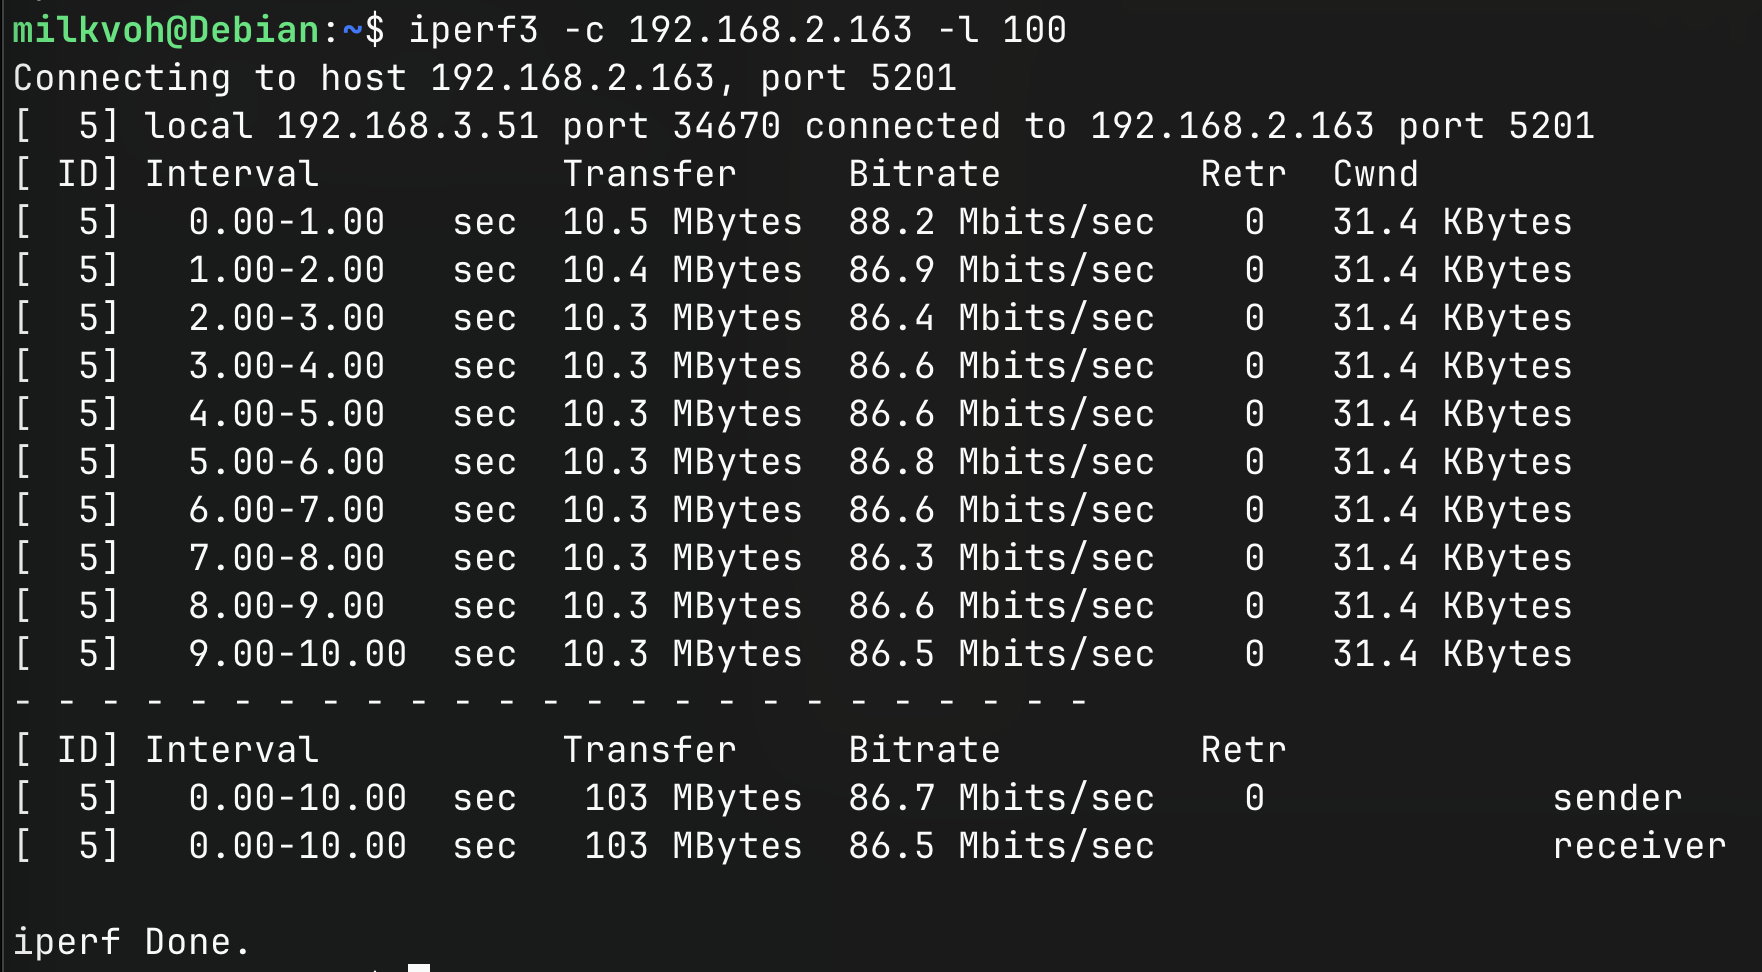 milkvoh@Debian:~$ iperf3 -c 192.168.2.163 -l 100
Connecting to host 192.168.2.163, port 5201
[  5] local 192.168.3.51 port 34670 connected to 192.168.2.163 port 5201
[ ID] Interval           Transfer     Bitrate         Retr  Cwnd
[  5]   0.00-1.00   sec  10.5 MBytes  88.2 Mbits/sec    0   31.4 KBytes
[  5]   1.00-2.00   sec  10.4 MBytes  86.9 Mbits/sec    0   31.4 KBytes
[  5]   2.00-3.00   sec  10.3 MBytes  86.4 Mbits/sec    0   31.4 KBytes
[  5]   3.00-4.00   sec  10.3 MBytes  86.6 Mbits/sec    0   31.4 KBytes
[  5]   4.00-5.00   sec  10.3 MBytes  86.6 Mbits/sec    0   31.4 KBytes
[  5]   5.00-6.00   sec  10.3 MBytes  86.8 Mbits/sec    0   31.4 KBytes
[  5]   6.00-7.00   sec  10.3 MBytes  86.6 Mbits/sec    0   31.4 KBytes
[  5]   7.00-8.00   sec  10.3 MBytes  86.3 Mbits/sec    0   31.4 KBytes
[  5]   8.00-9.00   sec  10.3 MBytes  86.6 Mbits/sec    0   31.4 KBytes
[  5]   9.00-10.00  sec  10.3 MBytes  86.5 Mbits/sec    0   31.4 KBytes
- - - - - - - - - - - - - - - - - - - - - - - - -
[ ID] Interval           Transfer     Bitrate         Retr
[  5]   0.00-10.00  sec   103 MBytes  86.7 Mbits/sec    0             sender
[  5]   0.00-10.00  sec   103 MBytes  86.5 Mbits/sec                  receiver
iperf Done.